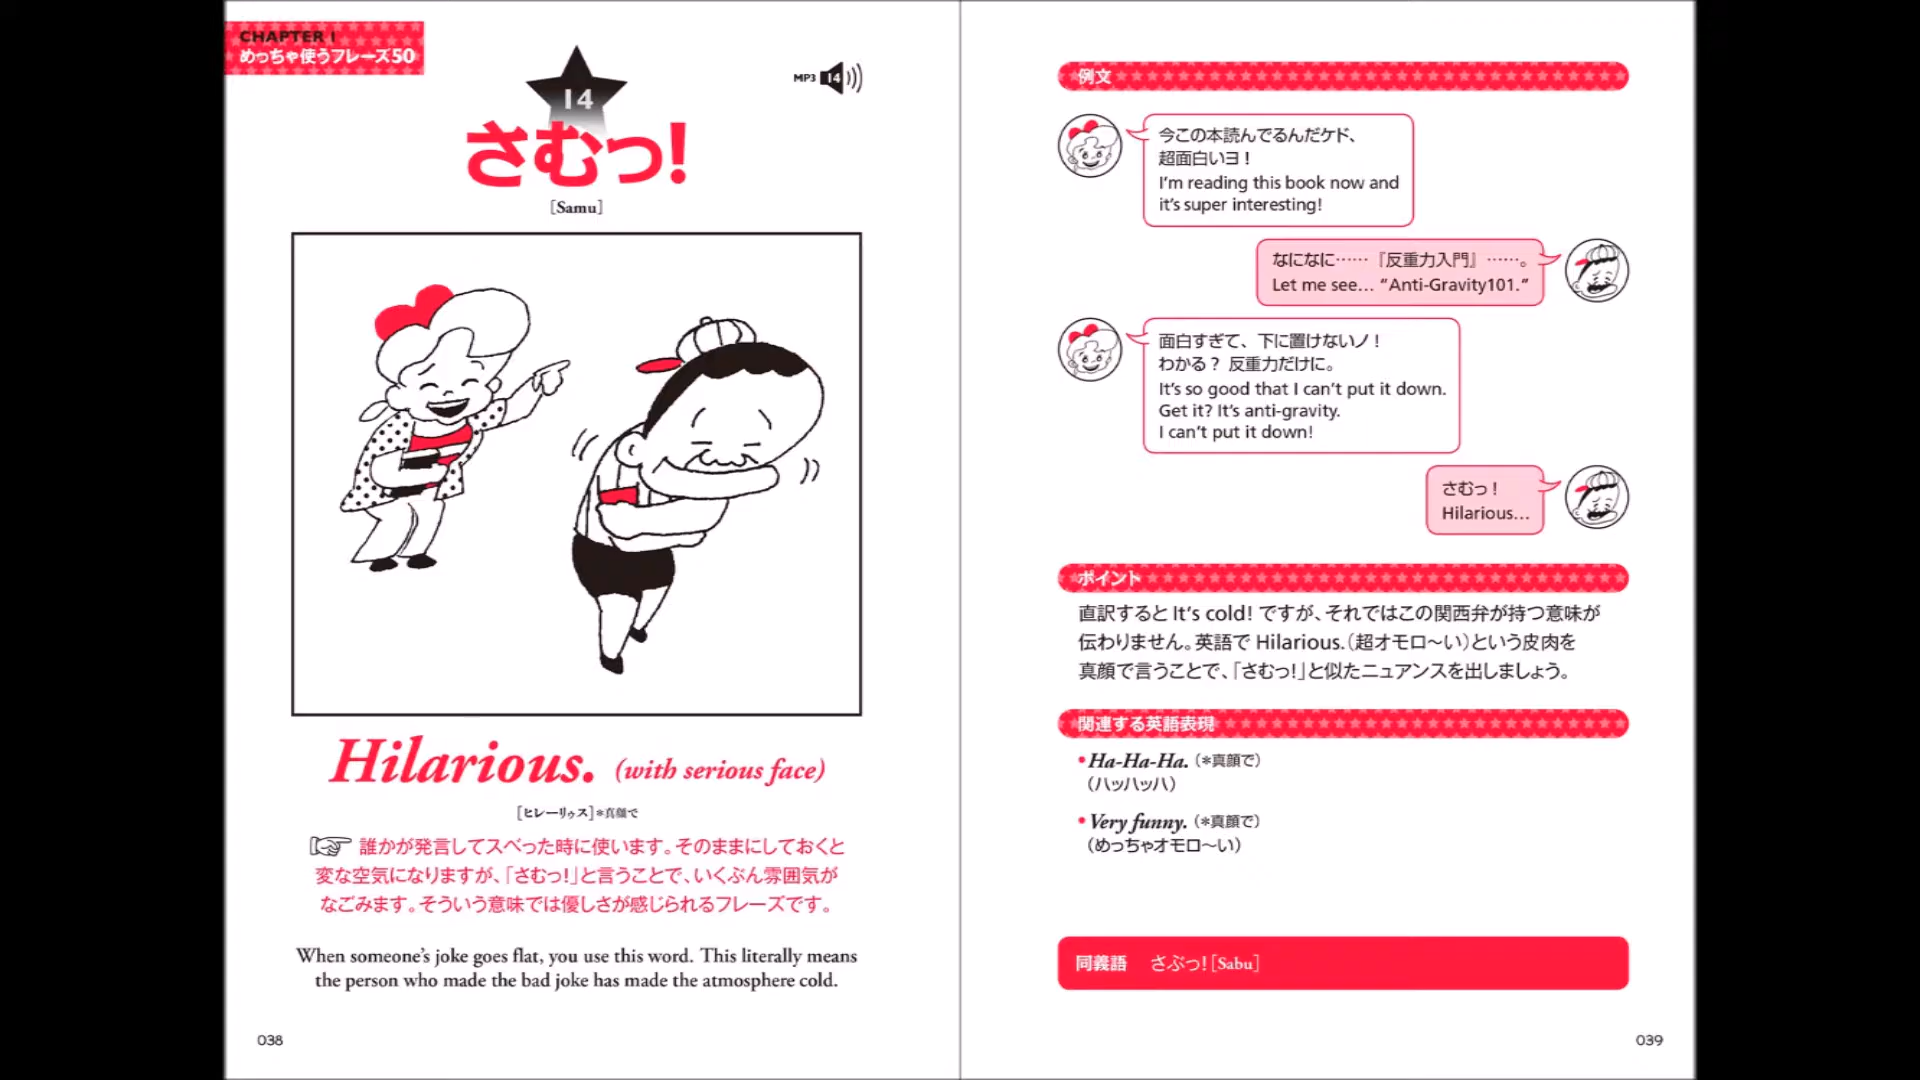 CHAPTER 1
めっちゃ使うフレーズ50
14
MP3 14
さむっ!
[Samu]
Hilarious. (with serious face)
[ヒレーリゥス]*真顔で
誰かが発言してスベった時に使います。そのままにしておくと
変な空気になりますが、「さむっ!」と言うことで、いくぶん雰囲気が
なごみます。そういう意味では優しさが感じられるフレーズです。
When someone's joke goes flat, you use this word. This literally means
the person who made the bad joke has made the atmosphere cold.
038
例文
今この本読んでるんだケド、
超面白いヨ!
I'm reading this book now and
it's super interesting!
なになに……『反重力入門』……。
Let me see... “Anti-Gravity101.”
面白すぎて、下に置けないノ!
わかる? 反重力だけに。
It's so good that I can't put it down.
Get it? It's anti-gravity.
I can't put it down!
さむっ!
Hilarious...
ポイント
直訳すると It's cold! ですが、それではこの関西弁が持つ意味が
伝わりません。英語で Hilarious.(超オモロ〜い)という皮肉を
真顔で言うことで、「さむっ!」と似たニュアンスを出しましょう。
関連する英語表現
•Ha-Ha-Ha. (*真顔で)
(ハッハッハ)
•Very funny. (*真顔で)
(めっちゃオモロ〜い)
同義語 さぶっ! [Sabu]
039